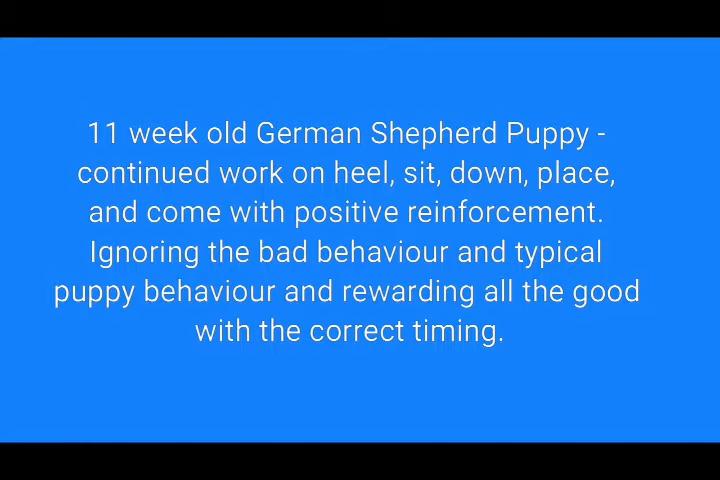 11 week old German Shepherd Puppy -
continued work on heel, sit, down, place,
and come with positive reinforcement.
Ignoring the bad behaviour and typical
puppy behaviour and rewarding all the good
with the correct timing.